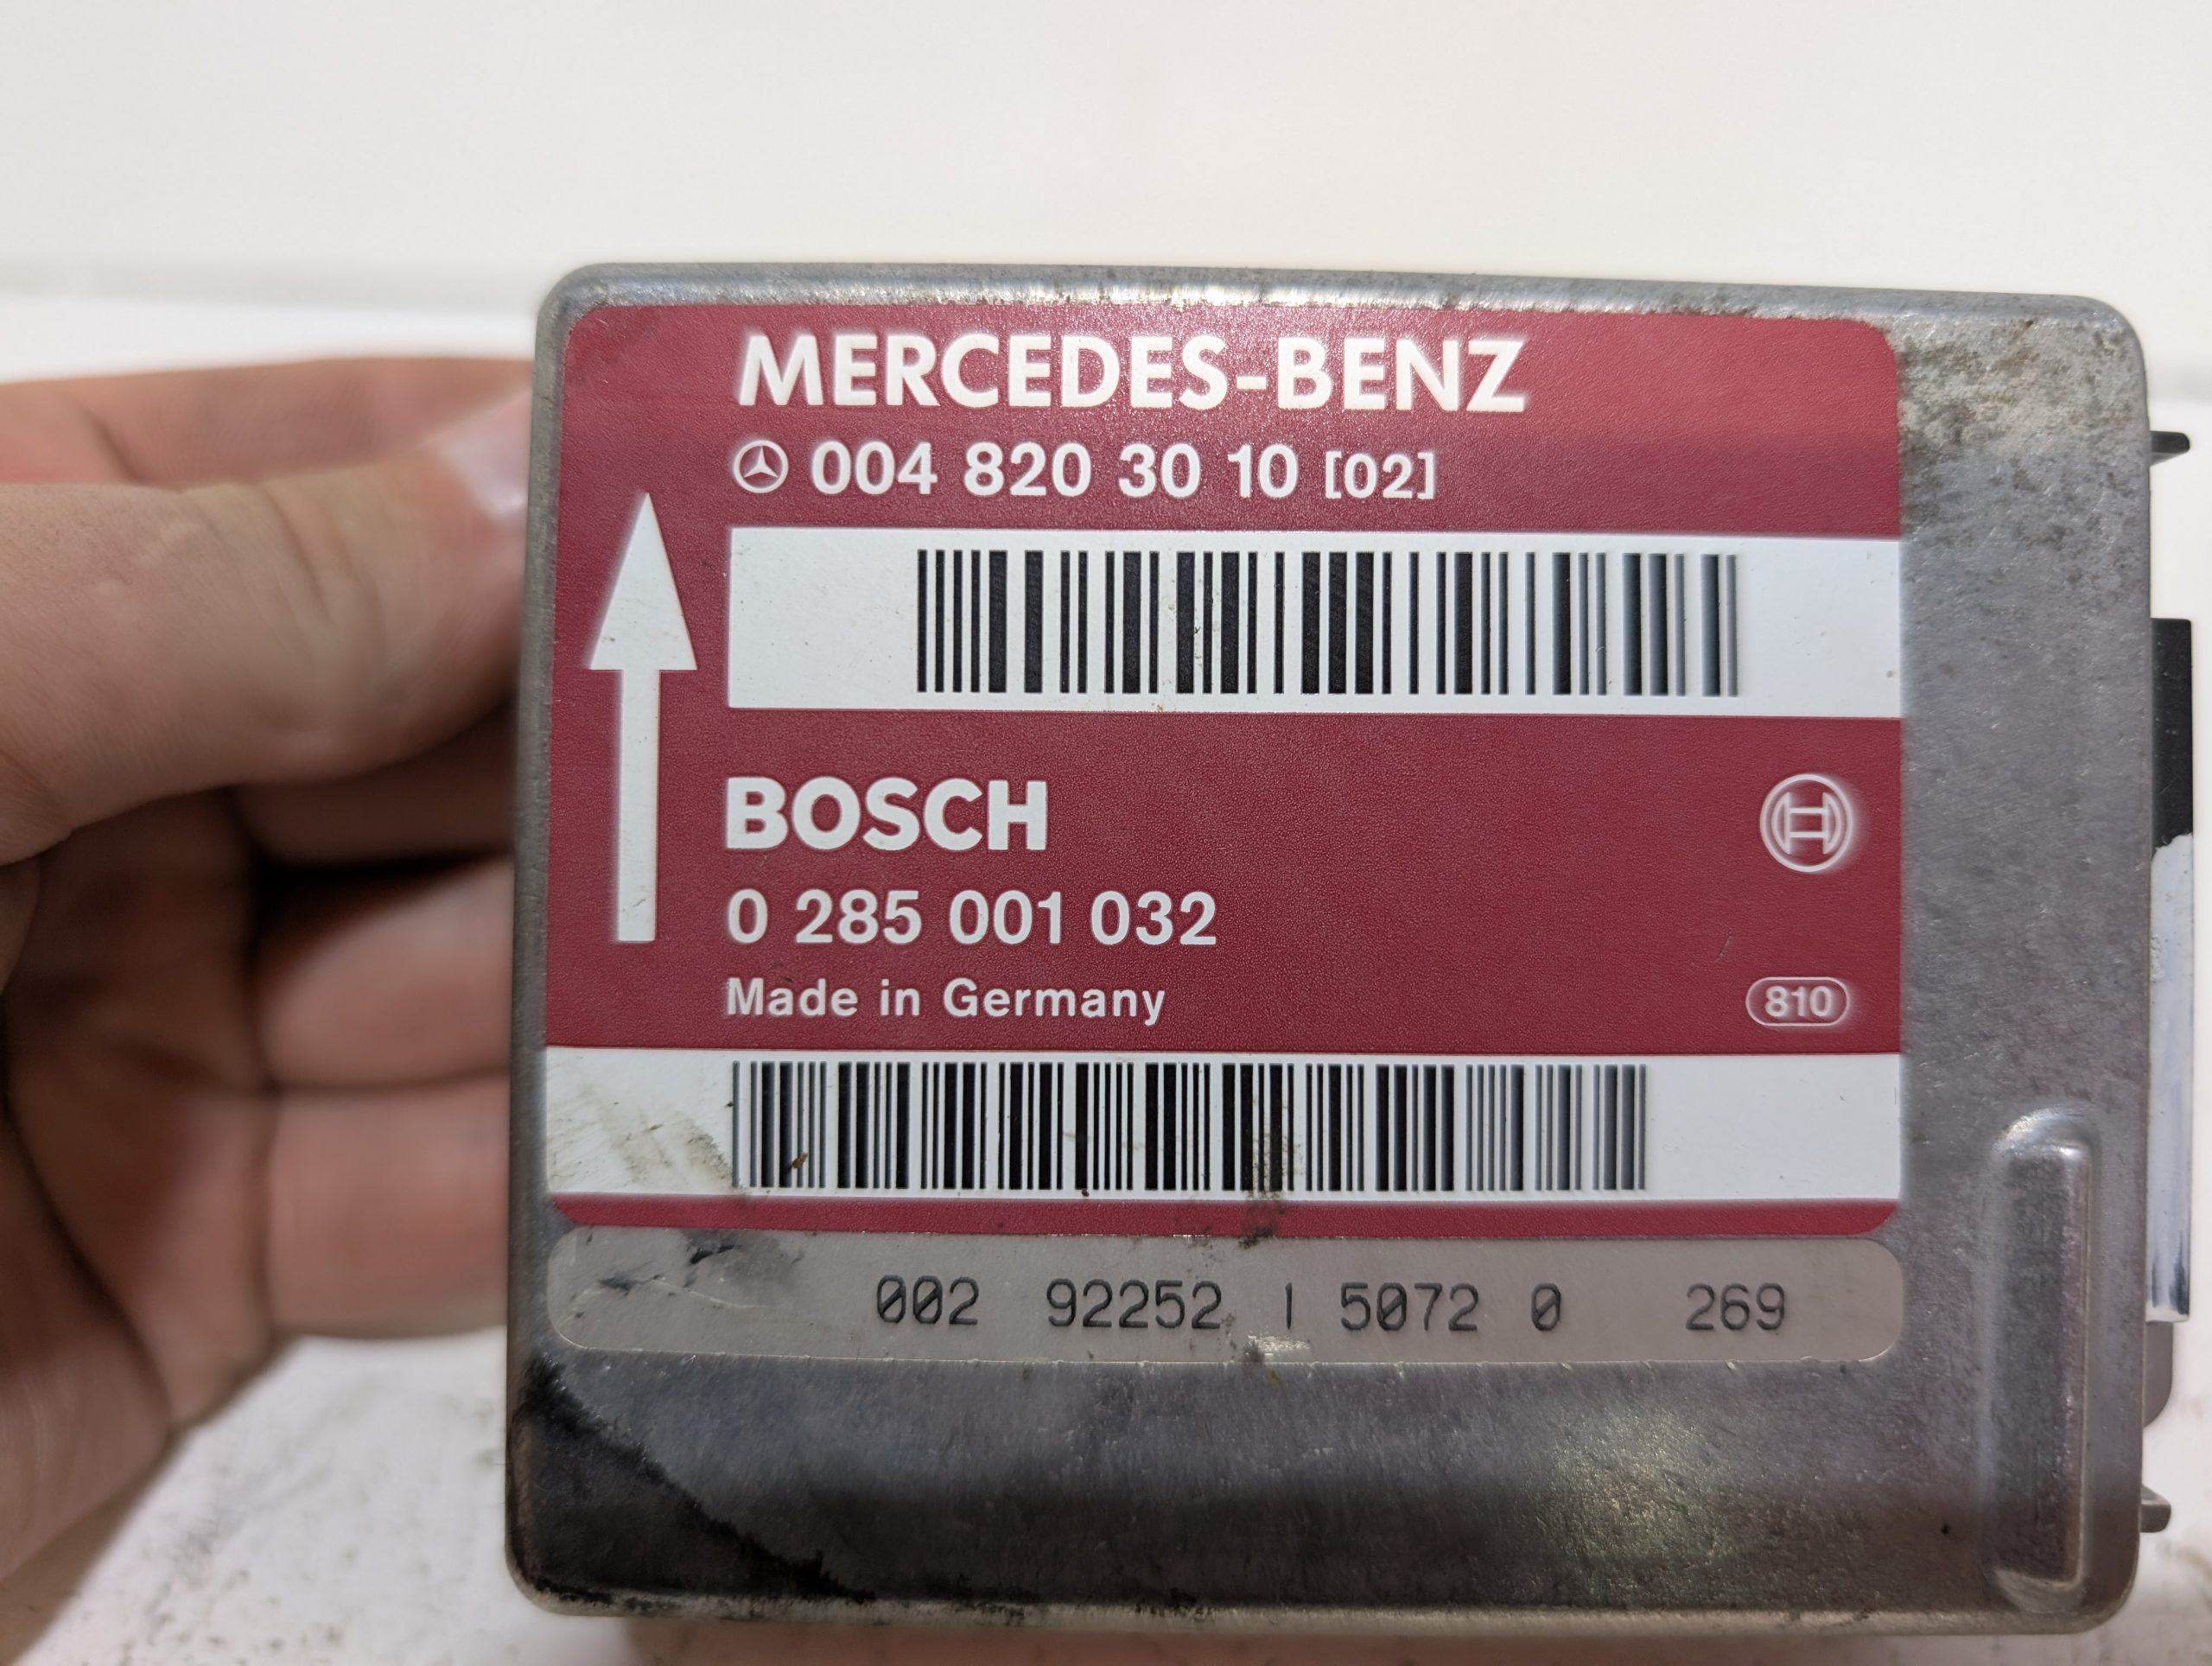 MERCEDES-BENZ
004 820 30 10 [02]
BOSCH
0 285 001 032
Made in Germany
810
002 92252 1 5072 0 269